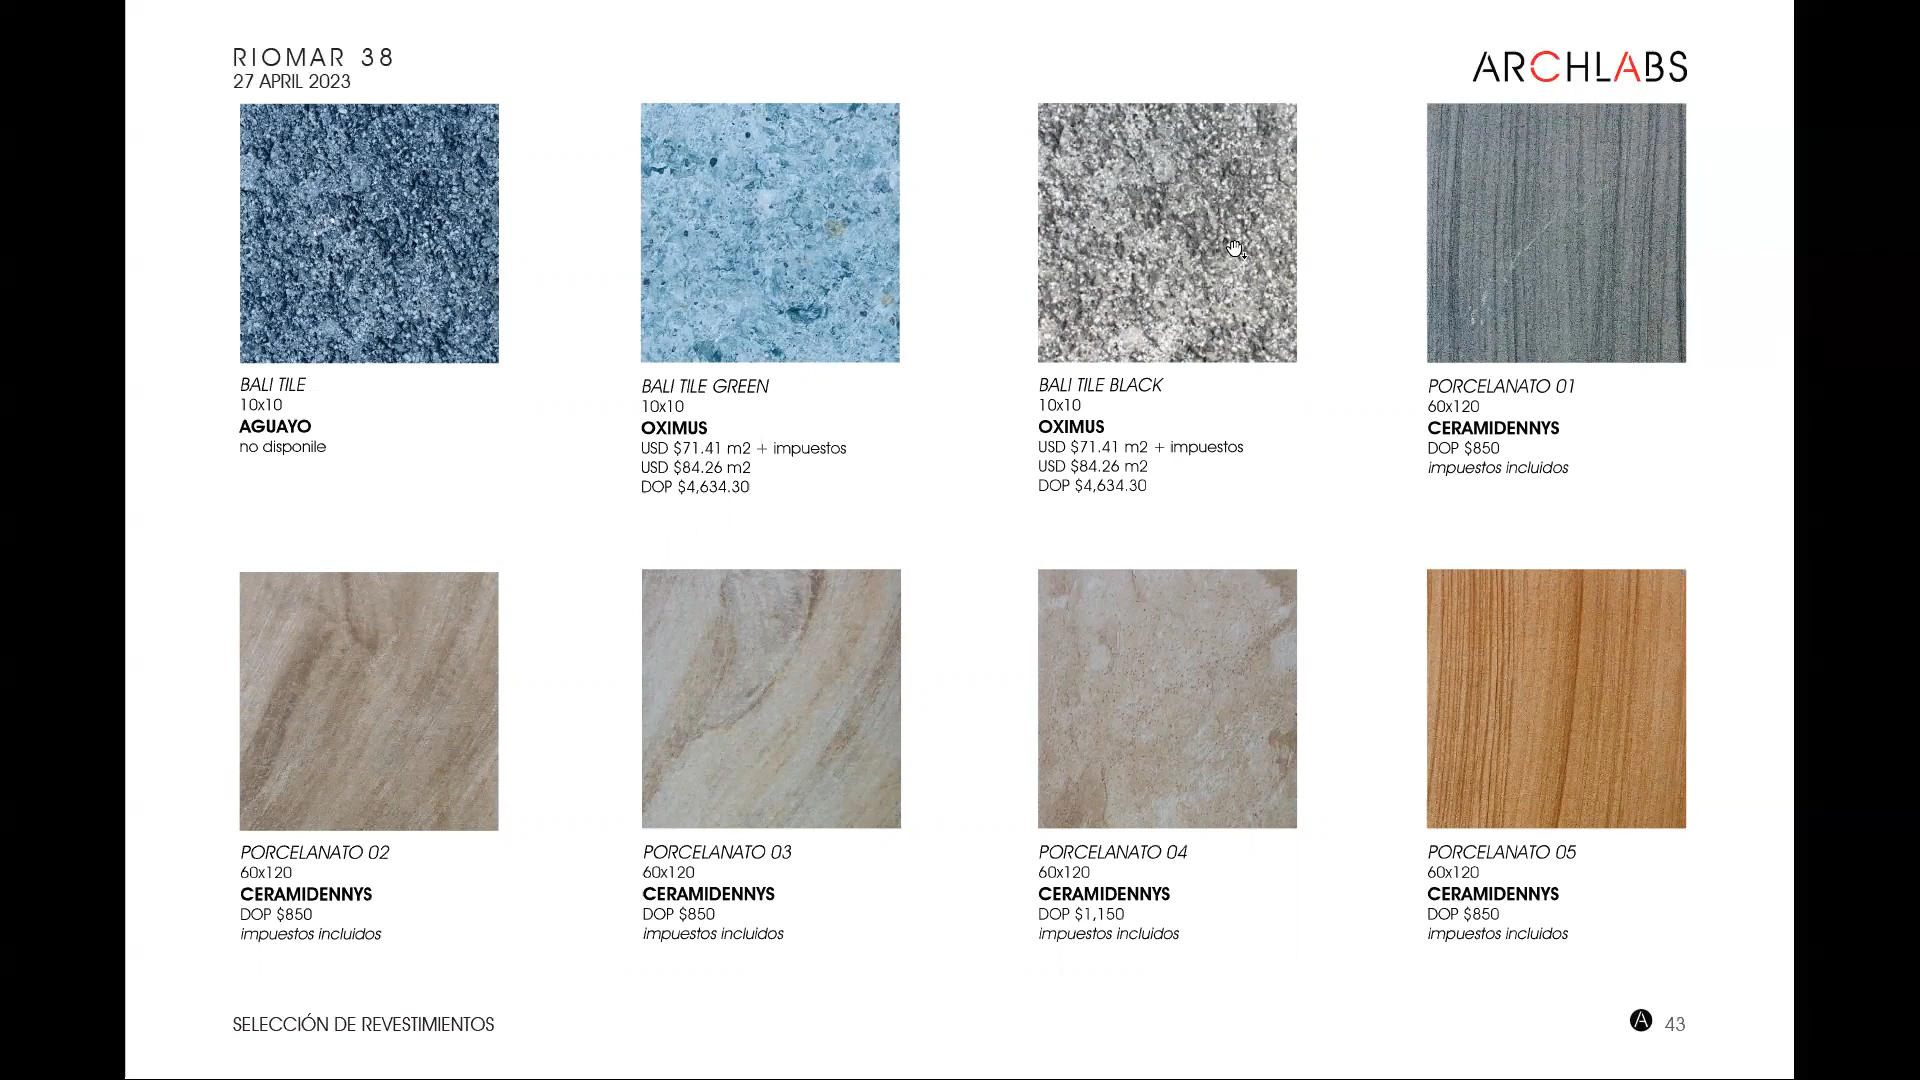 RIOMAR 38
27 APRIL 2023
ARCHLABS
BALI TILE
10x10
AGUAYO
no disponile
BALI TILE GREEN
10x10
OXIMUS
USD $71.41 m2 + impuestos
USD $84.26 m2
DOP $4,634.30
BALI TILE BLACK
10x10
OXIMUS
USD $71.41 m2 + impuestos
USD $84.26 m2
DOP $4,634.30
PORCELANATO 01
60x120
CERAMIDENNYS
DOP $850
impuestos incluidos
PORCELANATO 02
60x120
CERAMIDENNYS
DOP $850
impuestos incluidos
PORCELANATO 03
60x120
CERAMIDENNYS
DOP $850
impuestos incluidos
PORCELANATO 04
60x120
CERAMIDENNYS
DOP $1,150
impuestos incluidos
PORCELANATO 05
60x120
CERAMIDENNYS
DOP $850
impuestos incluidos
SELECCIÓN DE REVESTIMIENTOS
A 43